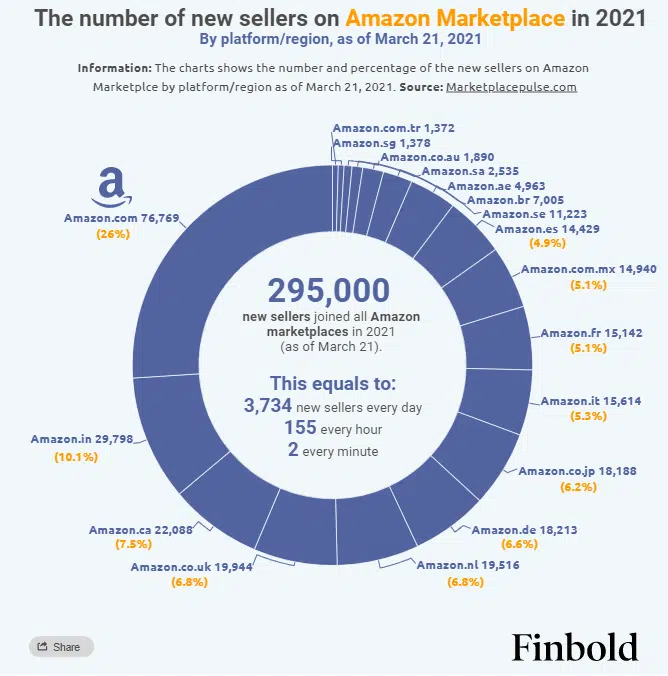 The number of new sellers on Amazon Marketplace in 2021
By platform/region, as of March 21, 2021
Information: The charts shows the number and percentage of the new sellers on Amazon
Marketplce by platform/region as of March 21, 2021. Source: Marketplacepulse.com
Amazon.com.tr 1,372
Amazon.sg 1,378
Amazon.co.au 1,890
Amazon.sa 2,535
Amazon.ae 4,963
Amazon.br 7,005
Amazon.se 11,223
Amazon.es 14,429
(4.9%)
Amazon.com.mx 14,940
(5.1%)
Amazon.fr 15,142
(5.1%)
Amazon.it 15,614
(5.3%)
Amazon.co.jp 18,188
(6.2%)
Amazon.de 18,213
(6.6%)
Amazon.nl 19,516
(6.8%)
Amazon.co.uk 19,944
(6.8%)
Amazon.ca 22,088
(7.5%)
Amazon.in 29,798
(10.1%)
a
Amazon.com 76,769
(26%)
295,000
new sellers joined all Amazon
marketplaces in 2021
(as of March 21).
This equals to:
3,734 new sellers every day
155 every hour
2 every minute
Share
Finbold